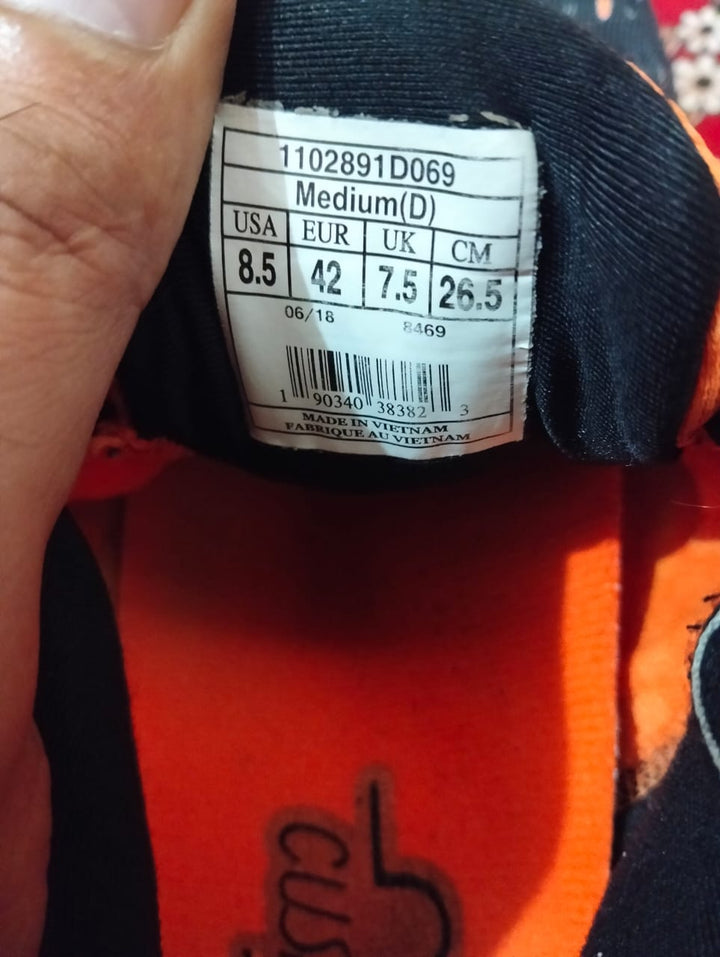 1102891D069
Medium(D)
USA EUR UK CM
8.5 42 7.5 26.5
06/18 8469
1 90340 38382 3
MADE IN VIETNAM
FABRIQUE AU VIETNAM